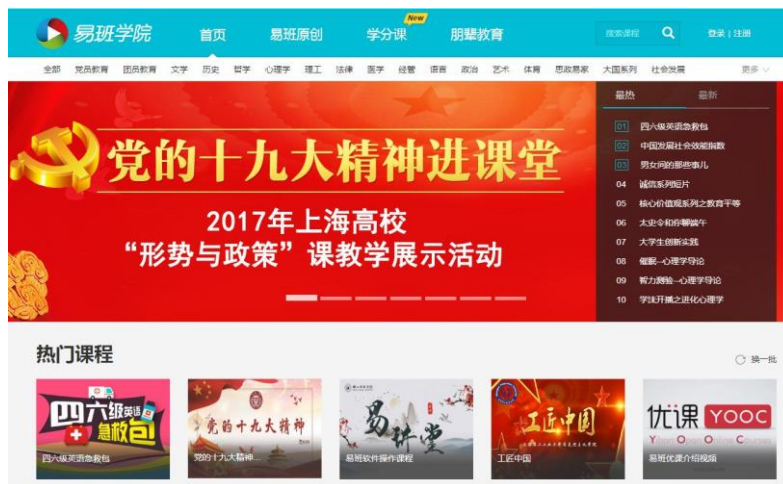 易班学院
首页 易班原创 学分课 New 朋辈教育
搜索课程 登录 | 注册
全部 党员教育 团员教育 文学 历史 哲学 心理学 理工 法律 医学 经管 语言 政治 艺术 体育 思政易家 大国系列 社会发展 更多
党的十九大精神进课堂
2017年上海高校
“形势与政策”课教学展示活动
最热 最新
01 四六级英语急救包
02 中国发展社会效能指数
03 男女间的那些事儿
04 诚信系列短片
05 核心价值观系列之教育平等
06 太史令和你聊端午
07 大学生创新实践
08 催眠--心理学导论
09 智力测验--心理学导论
10 学妹开播之进化心理学
热门课程
换一批
四六级英语
急救包
四六级英语急救包
党的十九大精神
党的十九大精神...
易班
易班软件操作课程
工匠中国
工匠中国
优课 YOOC
易班优课介绍视频